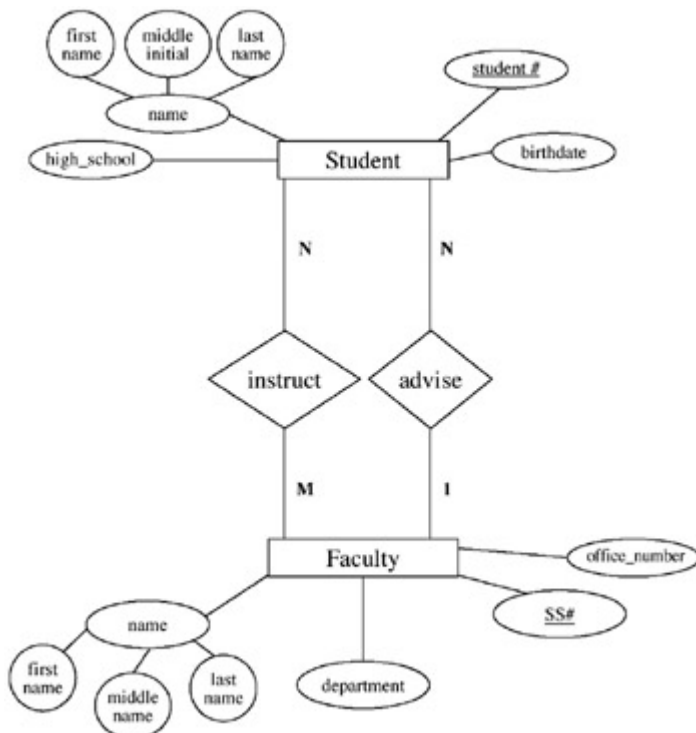 first
name
middle
initial
last
name
student #
name
high_school
Student
birthdate
N
N
instruct
advise
M
1
Faculty
office_number
name
SS#
first
name
middle
name
last
name
department